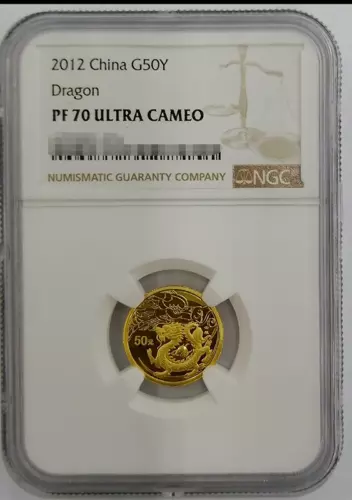 2012 China G50Y
Dragon
PF 70 ULTRA CAMEO
NUMISMATIC GUARANTY COMPANY
NGC
50元